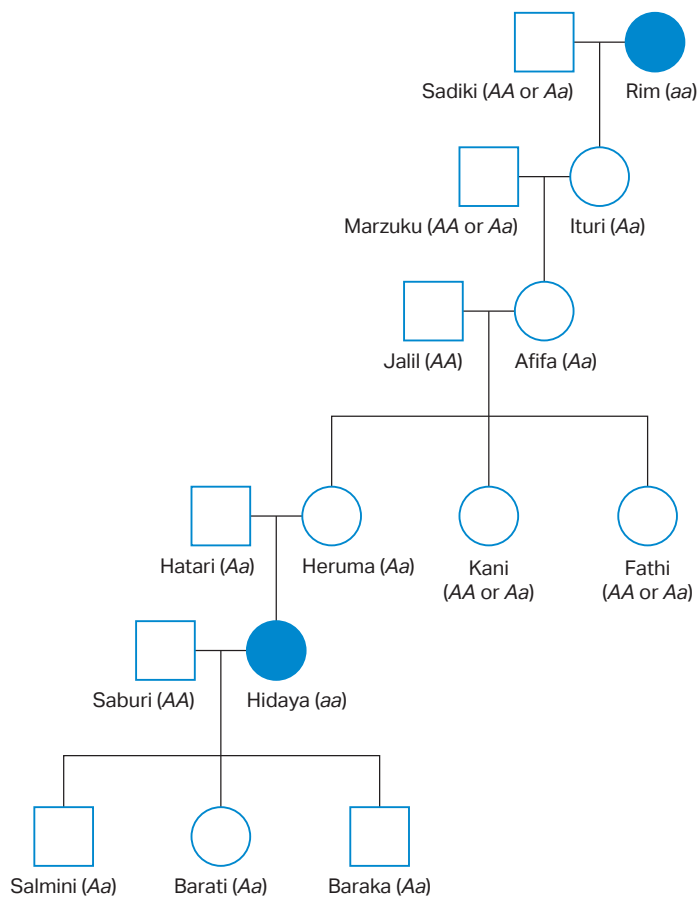 Sadiki (AA or Aa)
Rim (aa)
Marzuku (AA or Aa)
Ituri (Aa)
Jalil (AA)
Afifa (Aa)
Hatari (Aa)
Heruma (Aa)
Kani
(AA or Aa)
Fathi
(AA or Aa)
Saburi (AA)
Hidaya (aa)
Salmini (Aa)
Barati (Aa)
Baraka (Aa)